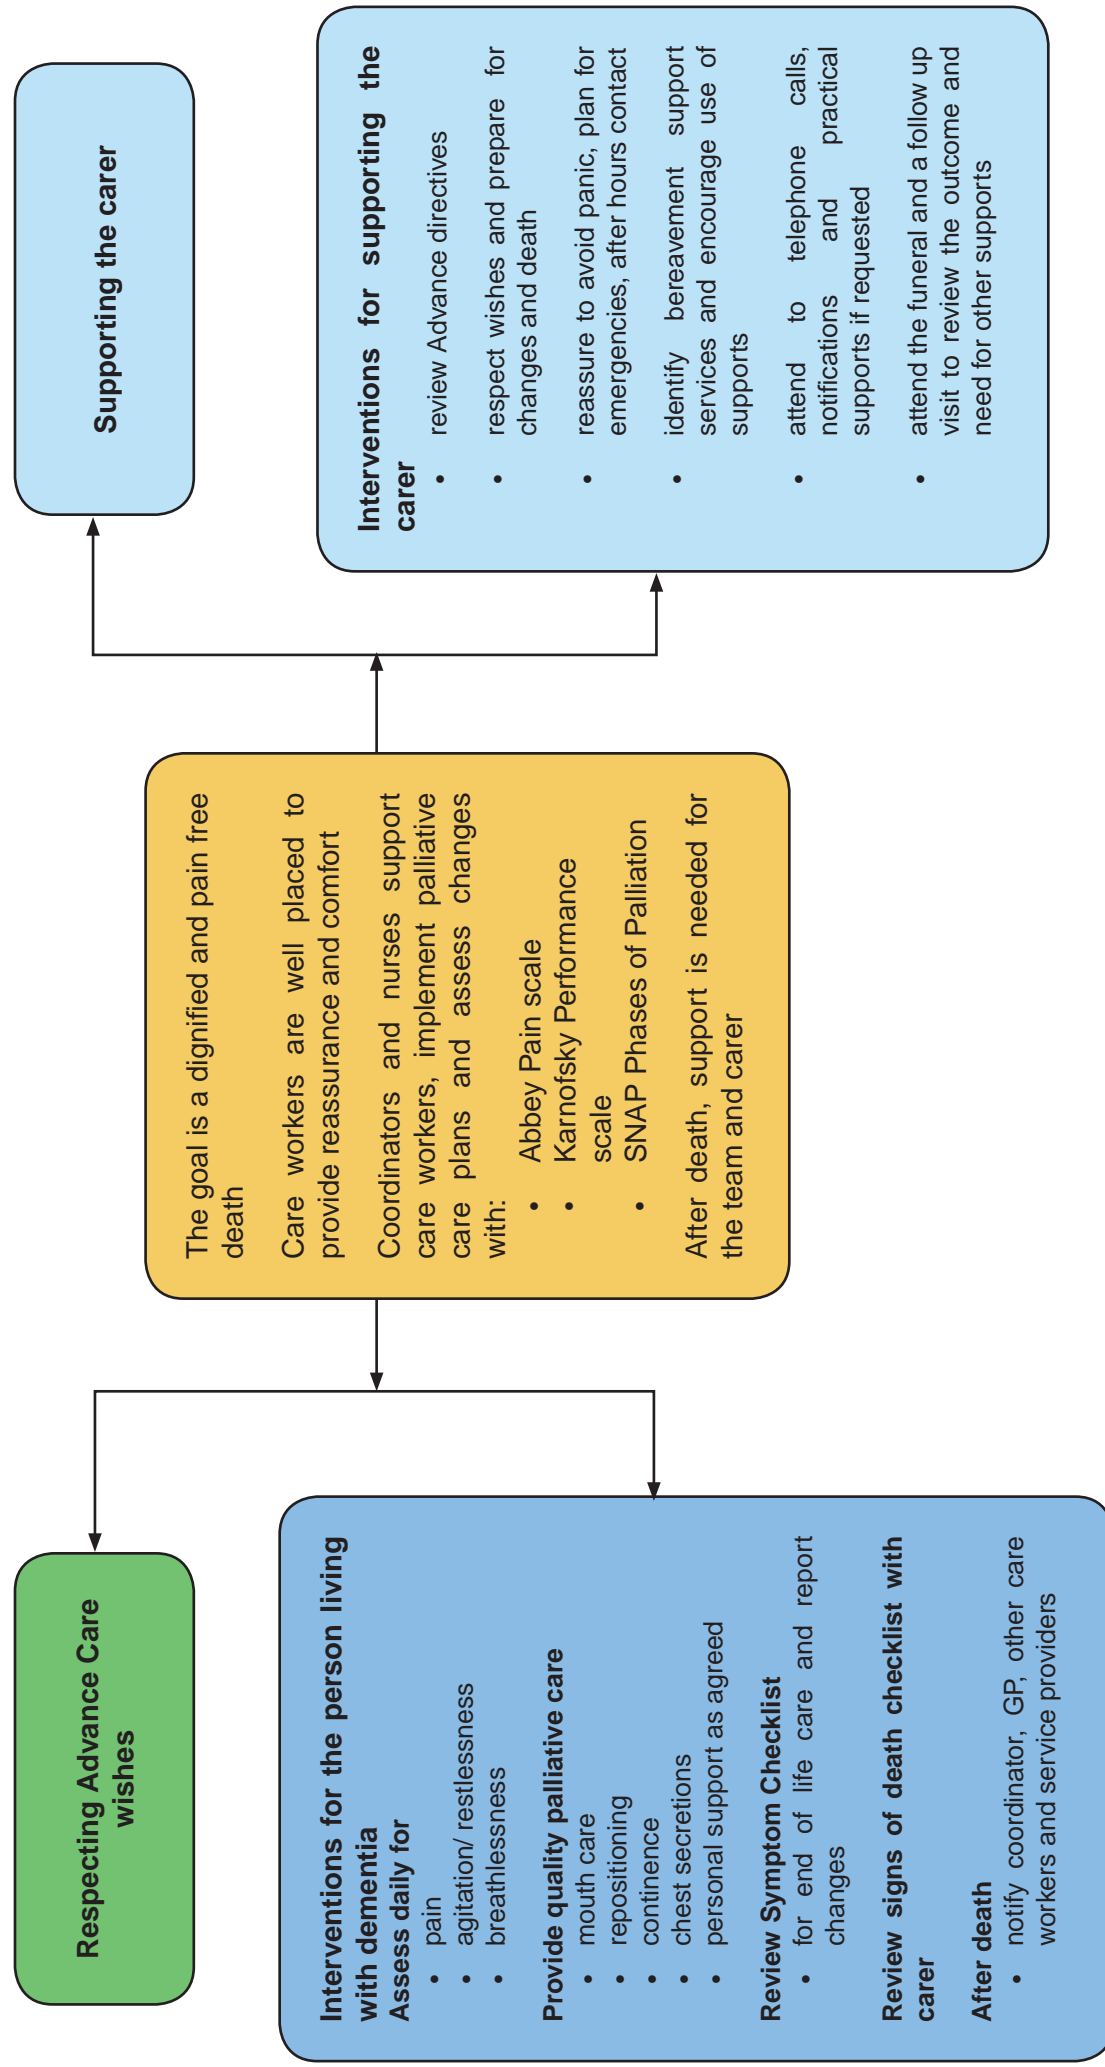 Respecting Advance Care
wishes
Interventions for the person living
with dementia
Assess daily for
• pain
• agitation/ restlessness
• breathlessness
Provide quality palliative care
• mouth care
• repositioning
• continence
• chest secretions
• personal support as agreed
Review Symptom Checklist
• for end of life care and report
changes
Review signs of death checklist with
carer
After death
• notify coordinator, GP, other care
workers and service providers
The goal is a dignified and pain free
death
Care workers are well placed to
provide reassurance and comfort
Coordinators and nurses support
care workers, implement palliative
care plans and assess changes
with:
• Abbey Pain scale
• Karnofsky Performance
scale
• SNAP Phases of Palliation
After death, support is needed for
the team and carer
Supporting the carer
Interventions for supporting the
carer
• review Advance directives
• respect wishes and prepare for
changes and death
• reassure to avoid panic, plan for
emergencies, after hours contact
• identify bereavement support
services and encourage use of
supports
• attend to telephone calls,
notifications and practical
supports if requested
• attend the funeral and a follow up
visit to review the outcome and
need for other supports